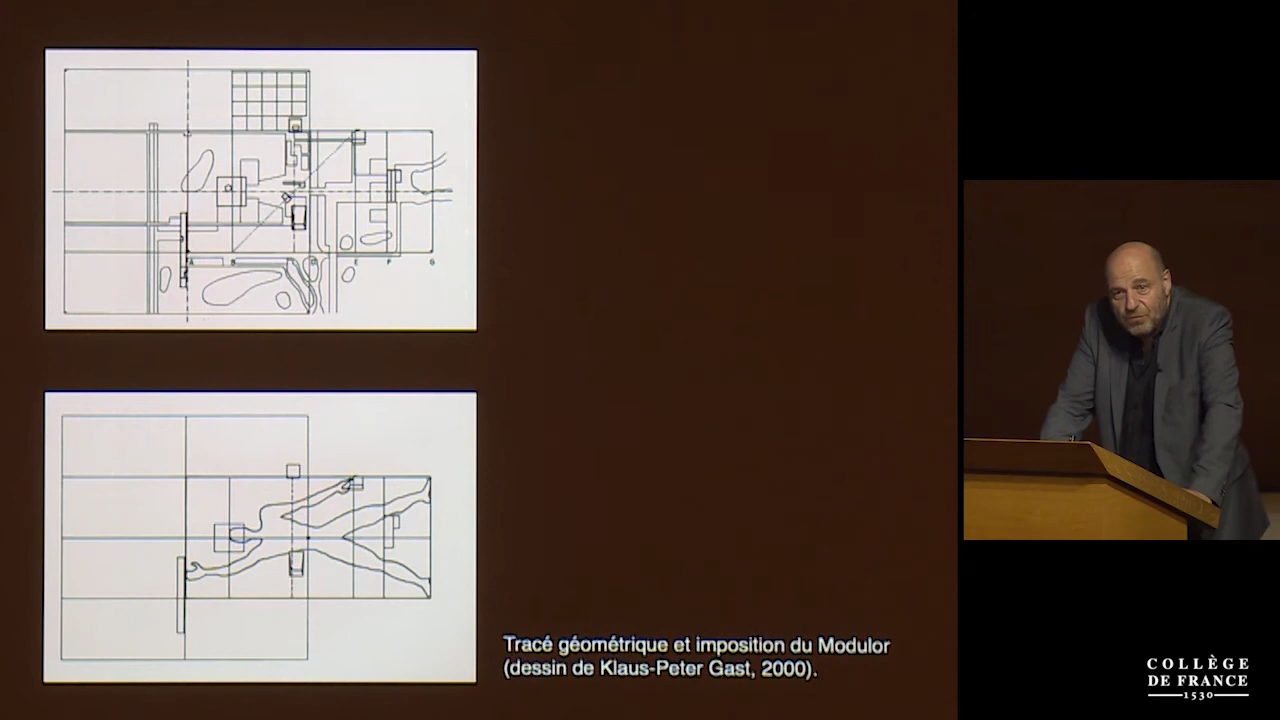 A
B
D
E
F
G
Tracé géométrique et imposition du Modulor
(dessin de Klaus-Peter Gast, 2000).
COLLÈGE
DE FRANCE
1530